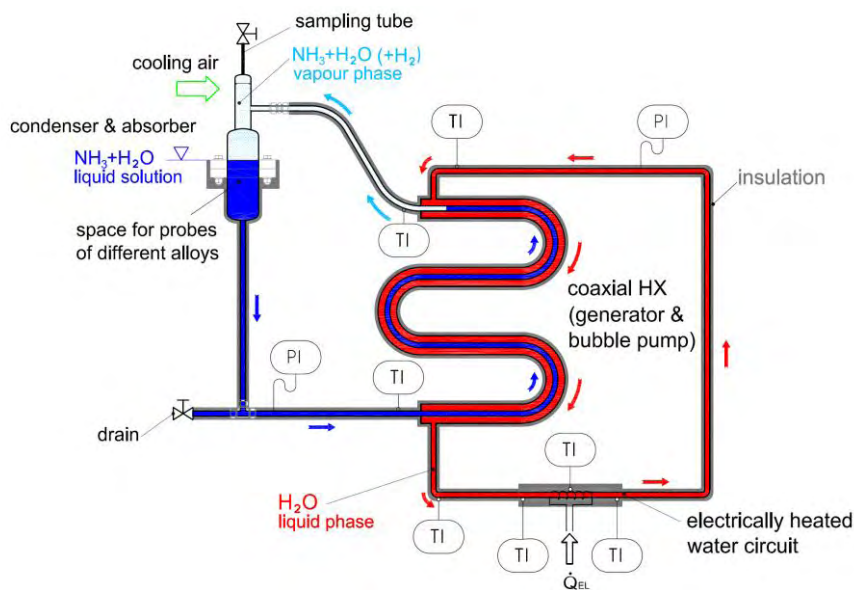 sampling tube
NH₃+H₂O (+H₂)
vapour phase
cooling air
condenser & absorber
NH₃+H₂O
liquid solution
TI
PI
insulation
space for probes
of different alloys
TI
coaxial HX
(generator &
bubble pump)
PI
TI
drain
TI
H₂O
liquid phase
TI
TI
TI
electrically heated
water circuit
Q̇EL